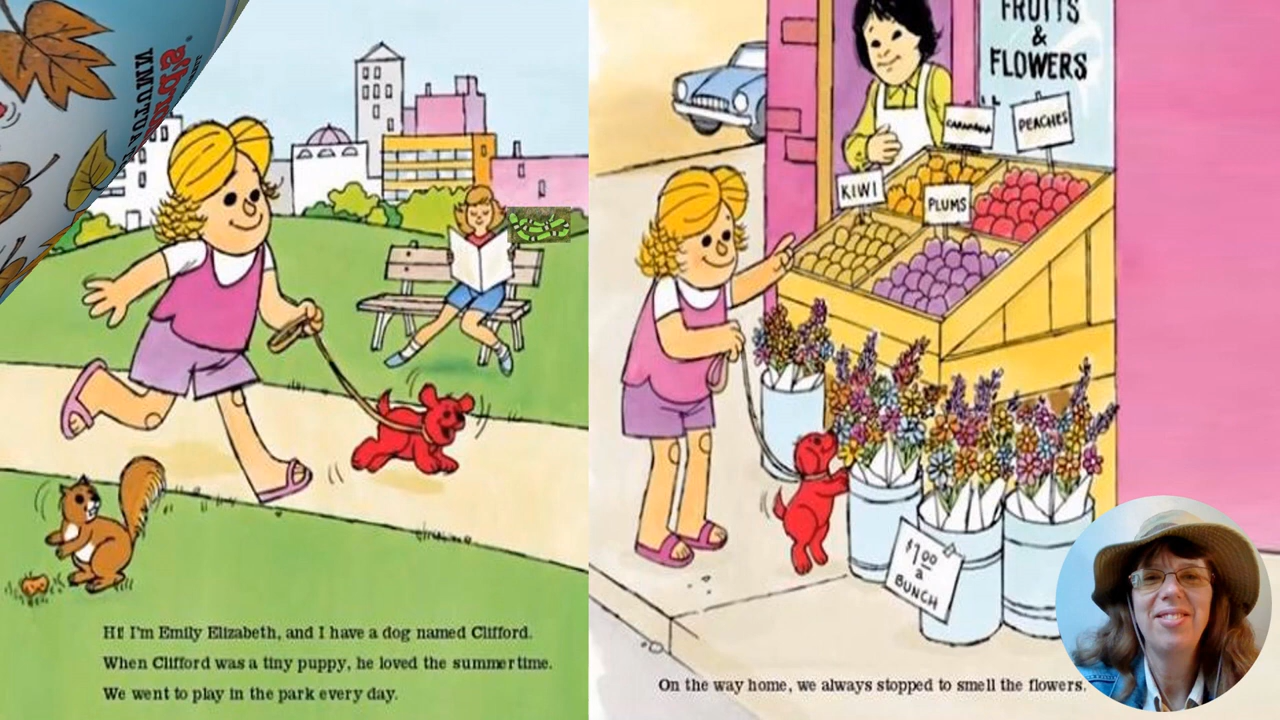 Hi! I'm Emily Elizabeth, and I have a dog named Clifford.
When Clifford was a tiny puppy, he loved the summertime.
We went to play in the park every day.
FRUITS
&
FLOWERS
PEACHES
KIWI
PLUMS
$1.00
a
BUNCH
On the way home, we always stopped to smell the flowers.